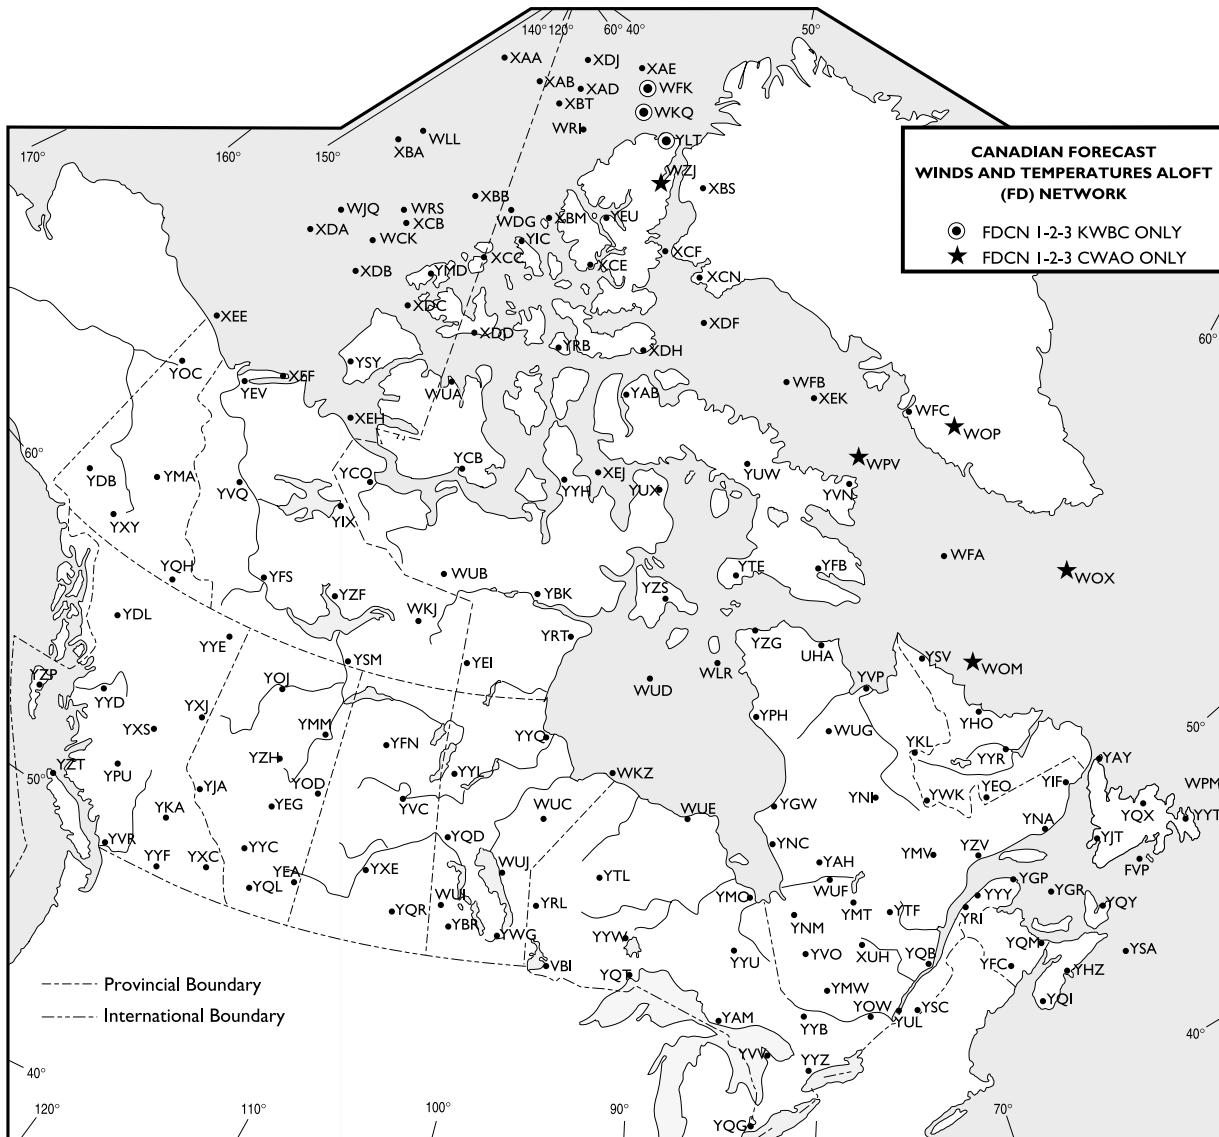 140° 120° 60° 40° 50°
XAA
XDJ
XAE
XAB
XAD
WFK
XBT
WKQ
WRI
YLT
170° 160° 150°
WLL
XBA
CANADIAN FORECAST
WINDS AND TEMPERATURES ALOFT
(FD) NETWORK
FDCN 1-2-3 KWBC ONLY
FDCN 1-2-3 CWAO ONLY
WZJ
XBS
XBB
WJQ
WRS
WDG
XBM
YEU
XDA
XCB
WCK
YIC
XCC
XCF
XCE
XDB
YMD
XCN
XDC
XEE
XDF
XDD
60°
YRB
XDH
YOC
YSY
XEF
YEV
WUA
WFB
YAB
XEK
XEH
WFC
WOP
60°
YDB
YMA
YCB
YCO
XEJ
YUW
WPV
YVQ
YYH
YUX
YVN
YXY
YIX
YQH
YFS
WUB
YTE
YFB
WFA
WOX
YZF
YBK
YZS
YDL
WKJ
YYE
YRT
YZG
UHA
YSM
YEI
WLR
YSV
WOM
YZP
YYD
YOJ
WUD
YVP
YXJ
YPH
YHO
50°
YXS
YMM
YFN
YYQ
WUG
YKL
YYR
YZT
50°
YPU
YZH
YYL
WKZ
YAY
YIF
WPM
YJA
YOD
YEG
YVC
WUC
WUE
YGW
YNI
YWK
YEO
YQX
YYT
YKA
YNA
YVR
YQD
YNC
YJT
YYF
YXC
YYC
YXE
WUJ
YAH
YMV
YZV
FVP
YQL
YEA
YTL
WUF
YGP
YGR
YQR
WUI
YRL
YMO
YMT
YTF
YYY
YRI
YQY
YBR
YWG
YYW
YNM
XUH
YQB
YQM
YSA
VBI
YQT
YYU
YVO
YFC
YHZ
YMW
YQI
Provincial Boundary
International Boundary
YAM
YYB
YOW
YUL
YSC
40°
YVV
YYZ
40°
YQG
120° 110° 100° 90° 70°